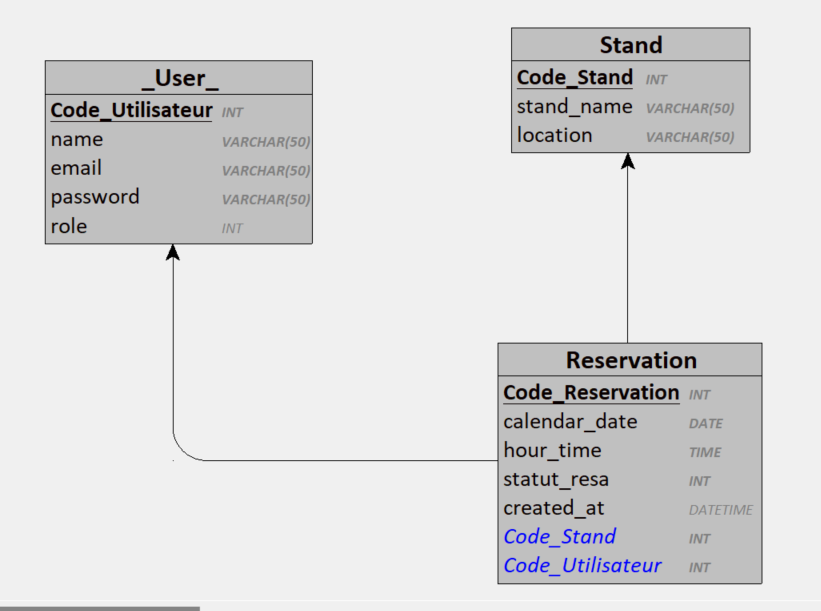 _User_
Code_Utilisateur INT
name VARCHAR(50)
email VARCHAR(50)
password VARCHAR(50)
role INT
Stand
Code_Stand INT
stand_name VARCHAR(50)
location VARCHAR(50)
Reservation
Code_Reservation INT
calendar_date DATE
hour_time TIME
statut_resa INT
created_at DATETIME
Code_Stand INT
Code_Utilisateur INT